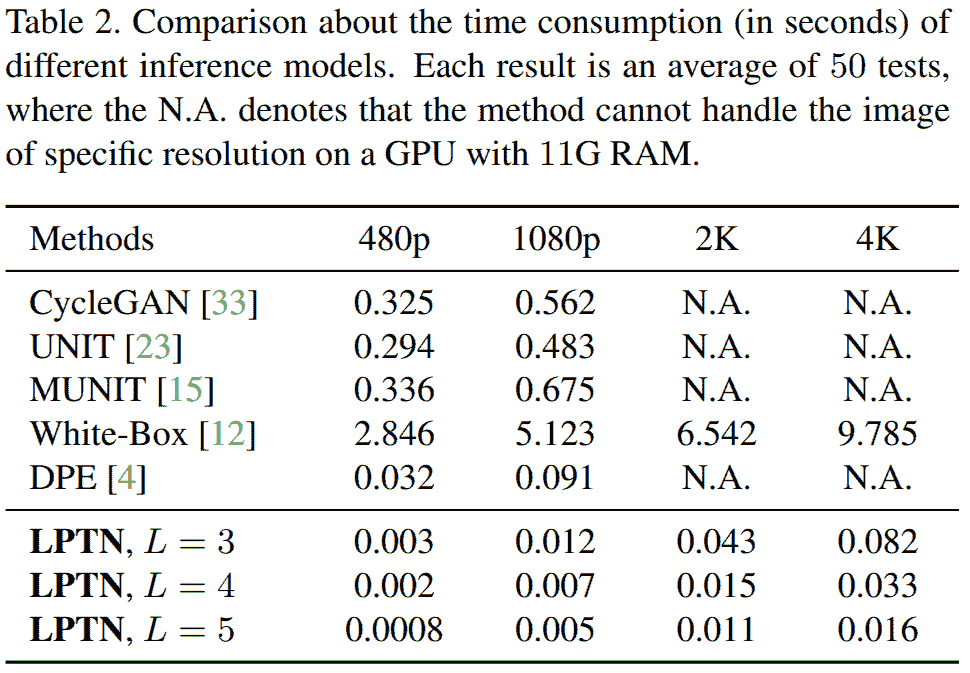 Table 2. Comparison about the time consumption (in seconds) of
different inference models. Each result is an average of 50 tests,
where the N.A. denotes that the method cannot handle the image
of specific resolution on a GPU with 11G RAM.
Methods 480p 1080p 2K 4K
CycleGAN [33] 0.325 0.562 N.A. N.A.
UNIT [23] 0.294 0.483 N.A. N.A.
MUNIT [15] 0.336 0.675 N.A. N.A.
White-Box [12] 2.846 5.123 6.542 9.785
DPE [4] 0.032 0.091 N.A. N.A.
LPTN, L = 3 0.003 0.012 0.043 0.082
LPTN, L = 4 0.002 0.007 0.015 0.033
LPTN, L = 5 0.0008 0.005 0.011 0.016